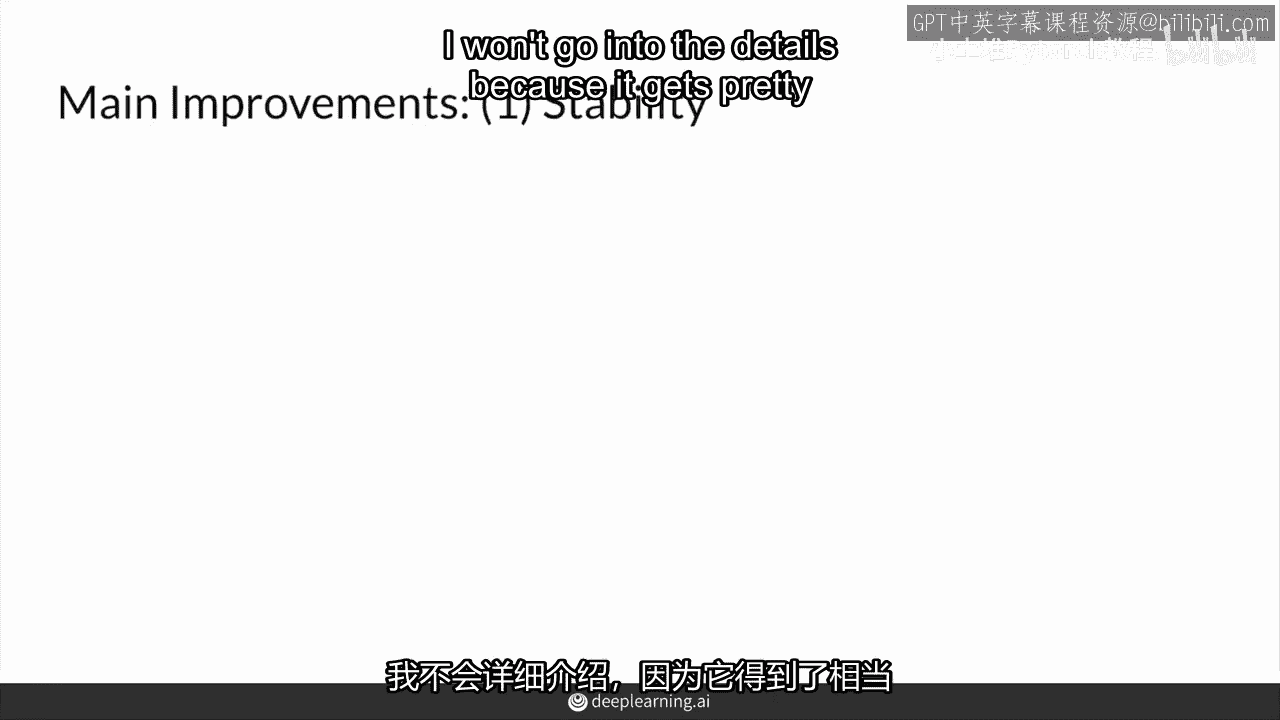 GPT中英字幕课程资源@bilibili.com
I won't go into the details
because it gets pretty
Main Improvements: (1) Stability
我不会详细介绍，因为它得到了相当
deeplearning.ai